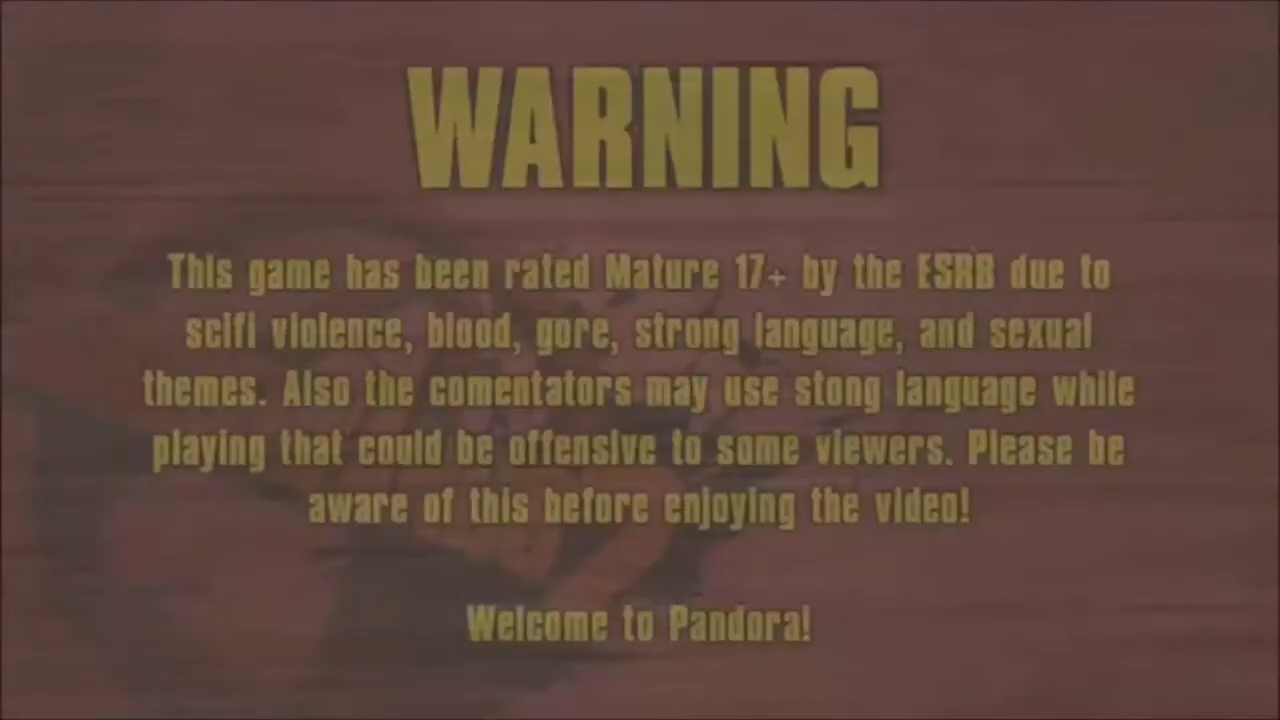 WARNING
This game has been rated Mature 17+ by the ESRB due to
scifi violence, blood, gore, strong language, and sexual
themes. Also the comentators may use stong language while
playing that could be offensive to some viewers. Please be
aware of this before enjoying the video!
Welcome to Pandora!